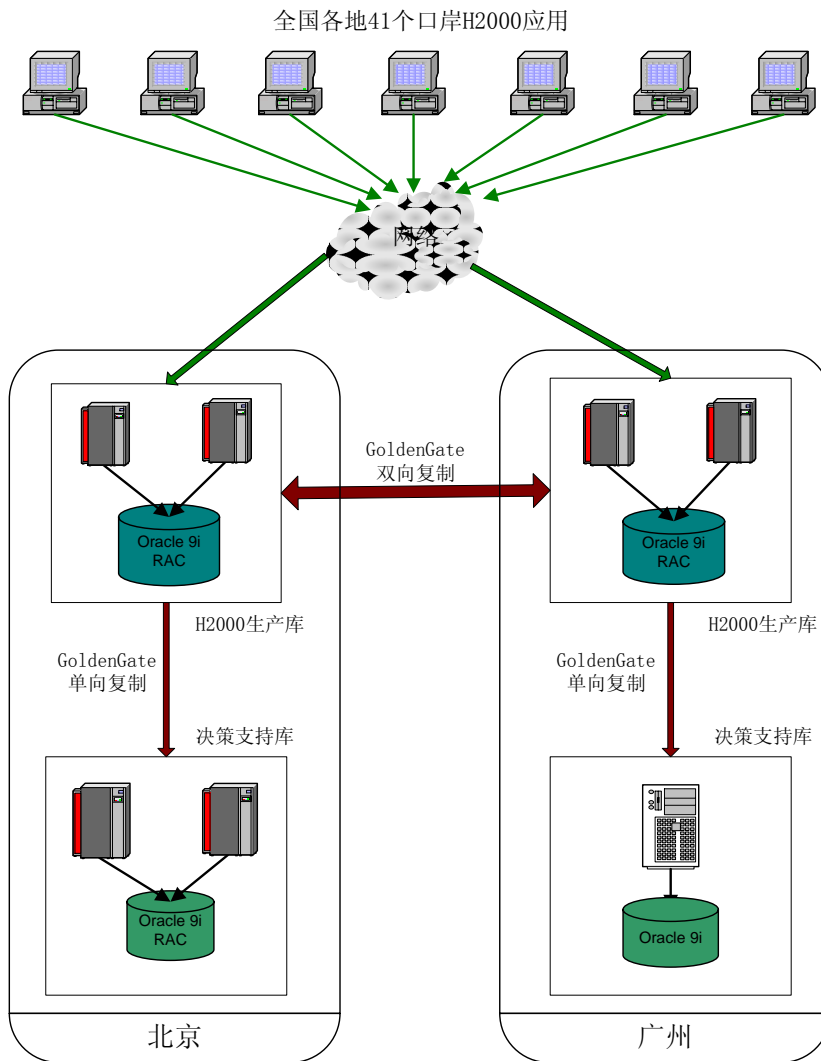 全国各地41个口岸H2000应用
网络
GoldenGate
双向复制
Oracle 9i
RAC
Oracle 9i
RAC
H2000生产库
H2000生产库
GoldenGate
单向复制
GoldenGate
单向复制
决策支持库
决策支持库
Oracle 9i
RAC
Oracle 9i
北京
广州